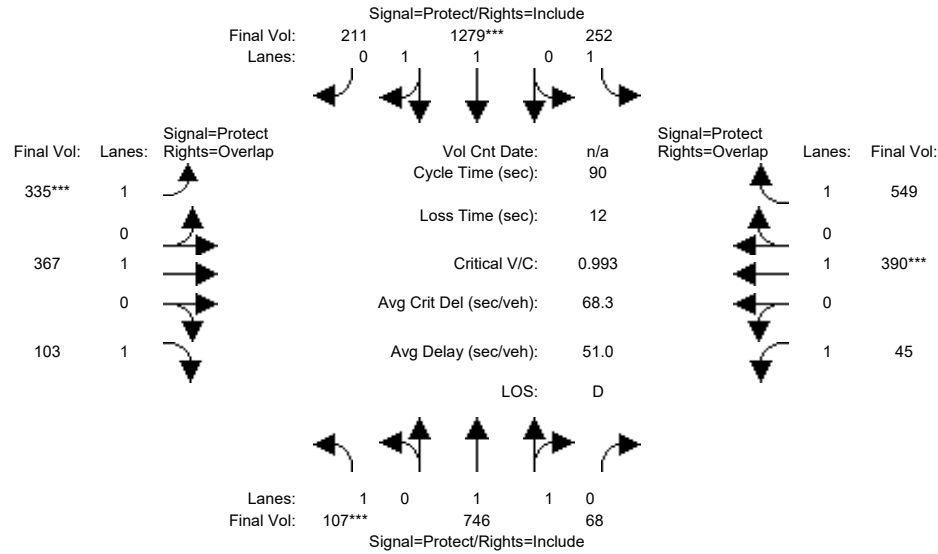 Signal=Protect/Rights=Include
Final Vol: 211 1279*** 252
Lanes: 0 1 1 0 1
Signal=Protect
Final Vol: Lanes: Rights=Overlap
Vol Cnt Date: n/a
Signal=Protect
Rights=Overlap Lanes: Final Vol:
Cycle Time (sec): 90
335*** 1
1 549
Loss Time (sec): 12
0
0
367 1
Critical V/C: 0.993
1 390***
0
Avg Crit Del (sec/veh): 68.3
0
103 1
Avg Delay (sec/veh): 51.0
1 45
LOS: D
Lanes: 1 0 1 1 0
Final Vol: 107*** 746 68
Signal=Protect/Rights=Include